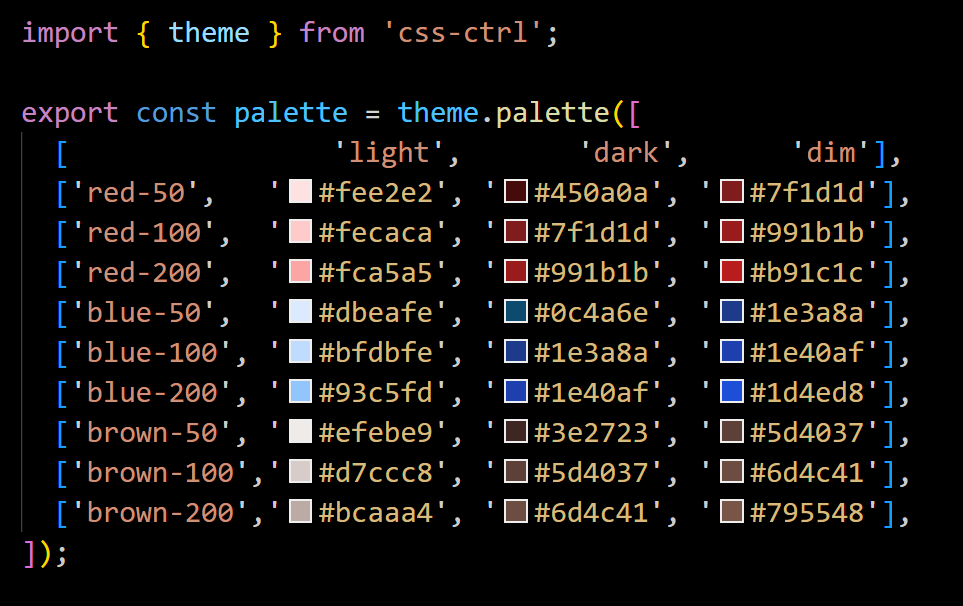 import { theme } from 'css-ctrl';
export const palette = theme.palette([
  [                'light',       'dark',      'dim'],
  ['red-50',   '#fee2e2', '#450a0a', '#7f1d1d'],
  ['red-100',  '#fecaca', '#7f1d1d', '#991b1b'],
  ['red-200',  '#fca5a5', '#991b1b', '#b91c1c'],
  ['blue-50',  '#dbeafe', '#0c4a6e', '#1e3a8a'],
  ['blue-100', '#bfdbfe', '#1e3a8a', '#1e40af'],
  ['blue-200', '#93c5fd', '#1e40af', '#1d4ed8'],
  ['brown-50', '#efebe9', '#3e2723', '#5d4037'],
  ['brown-100','#d7ccc8', '#5d4037', '#6d4c41'],
  ['brown-200','#bcaaa4', '#6d4c41', '#795548'],
]);